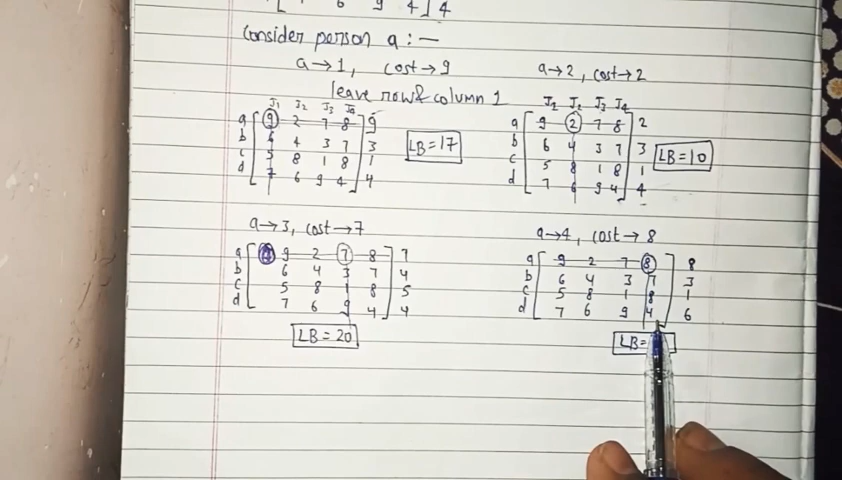 6 9 4 ] 4
Consider person a :-
a→1, cost→9
leave row & column 1
J1 J2 J3 J4
a [ 9 2 7 8 ] 9
b 6 4 3 7 3
c 5 8 1 8 1
d 7 6 9 4 4
LB=17
a→2, cost→2
J1 J2 J3 J4
a [ 9 2 7 8 ] 2
b 6 4 3 7 3
c 5 8 1 8 1
d 7 6 9 4 4
LB=10
a→3, cost→7
a [ 9 2 7 8 ] 7
b 6 4 3 7 4
c 5 8 1 8 5
d 7 6 9 4 4
LB = 20
a→4, cost→8
a [ 9 2 7 8 ] 8
b 6 4 3 7 3
c 5 8 1 8 1
d 7 6 9 4 6
LB=